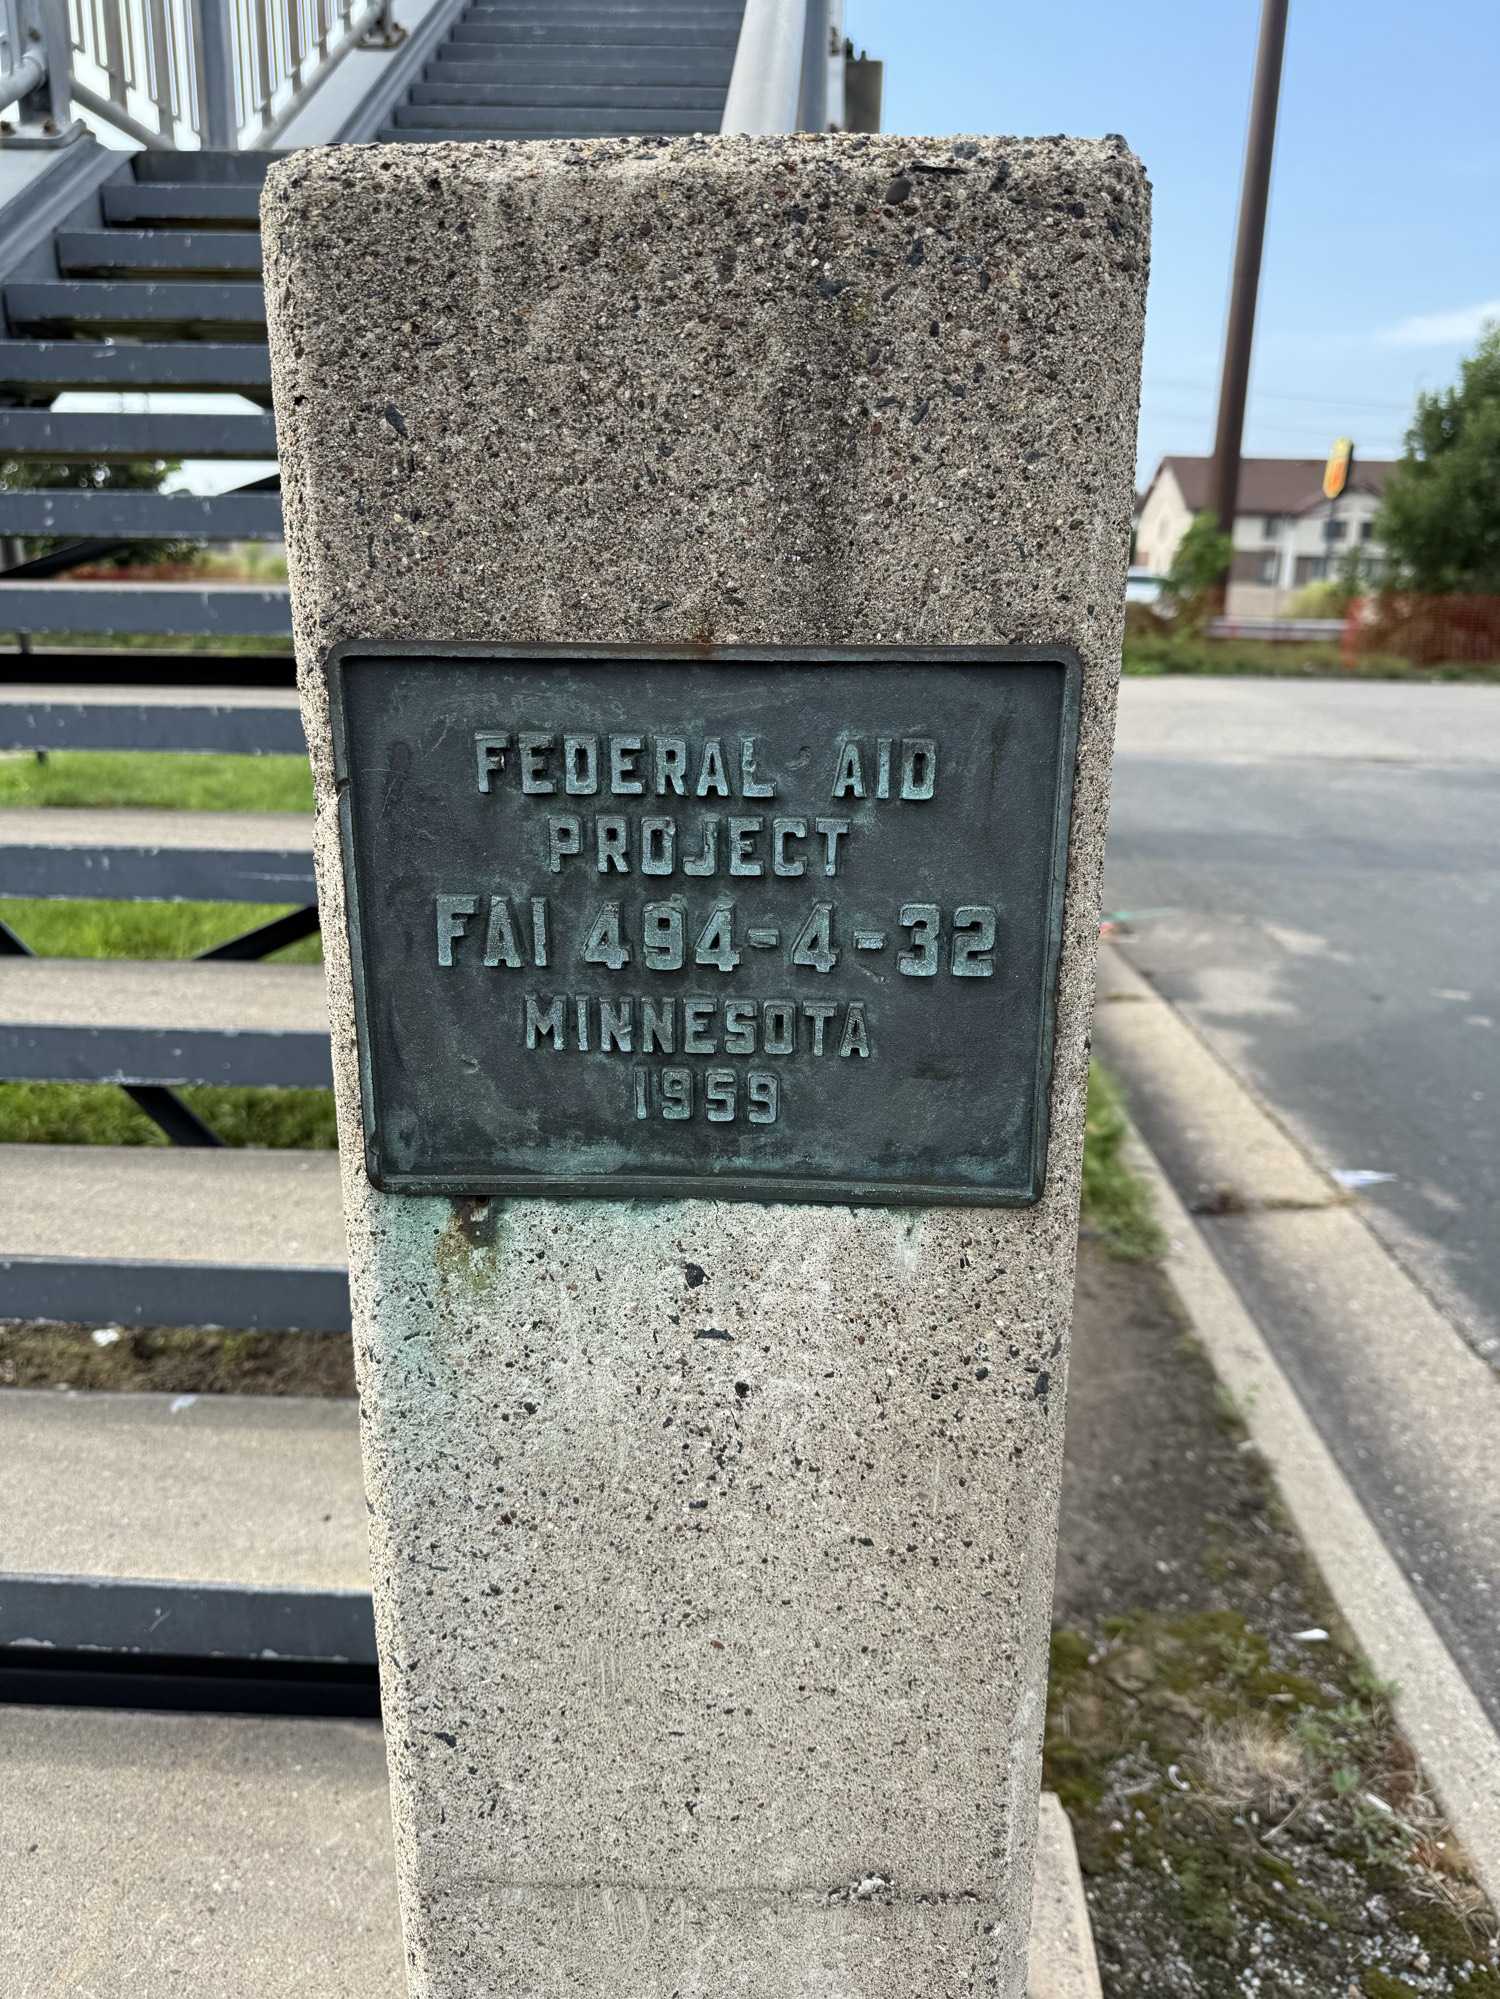 FEDERAL AID
PROJECT
FAI 494-4-32
MINNESOTA
1959